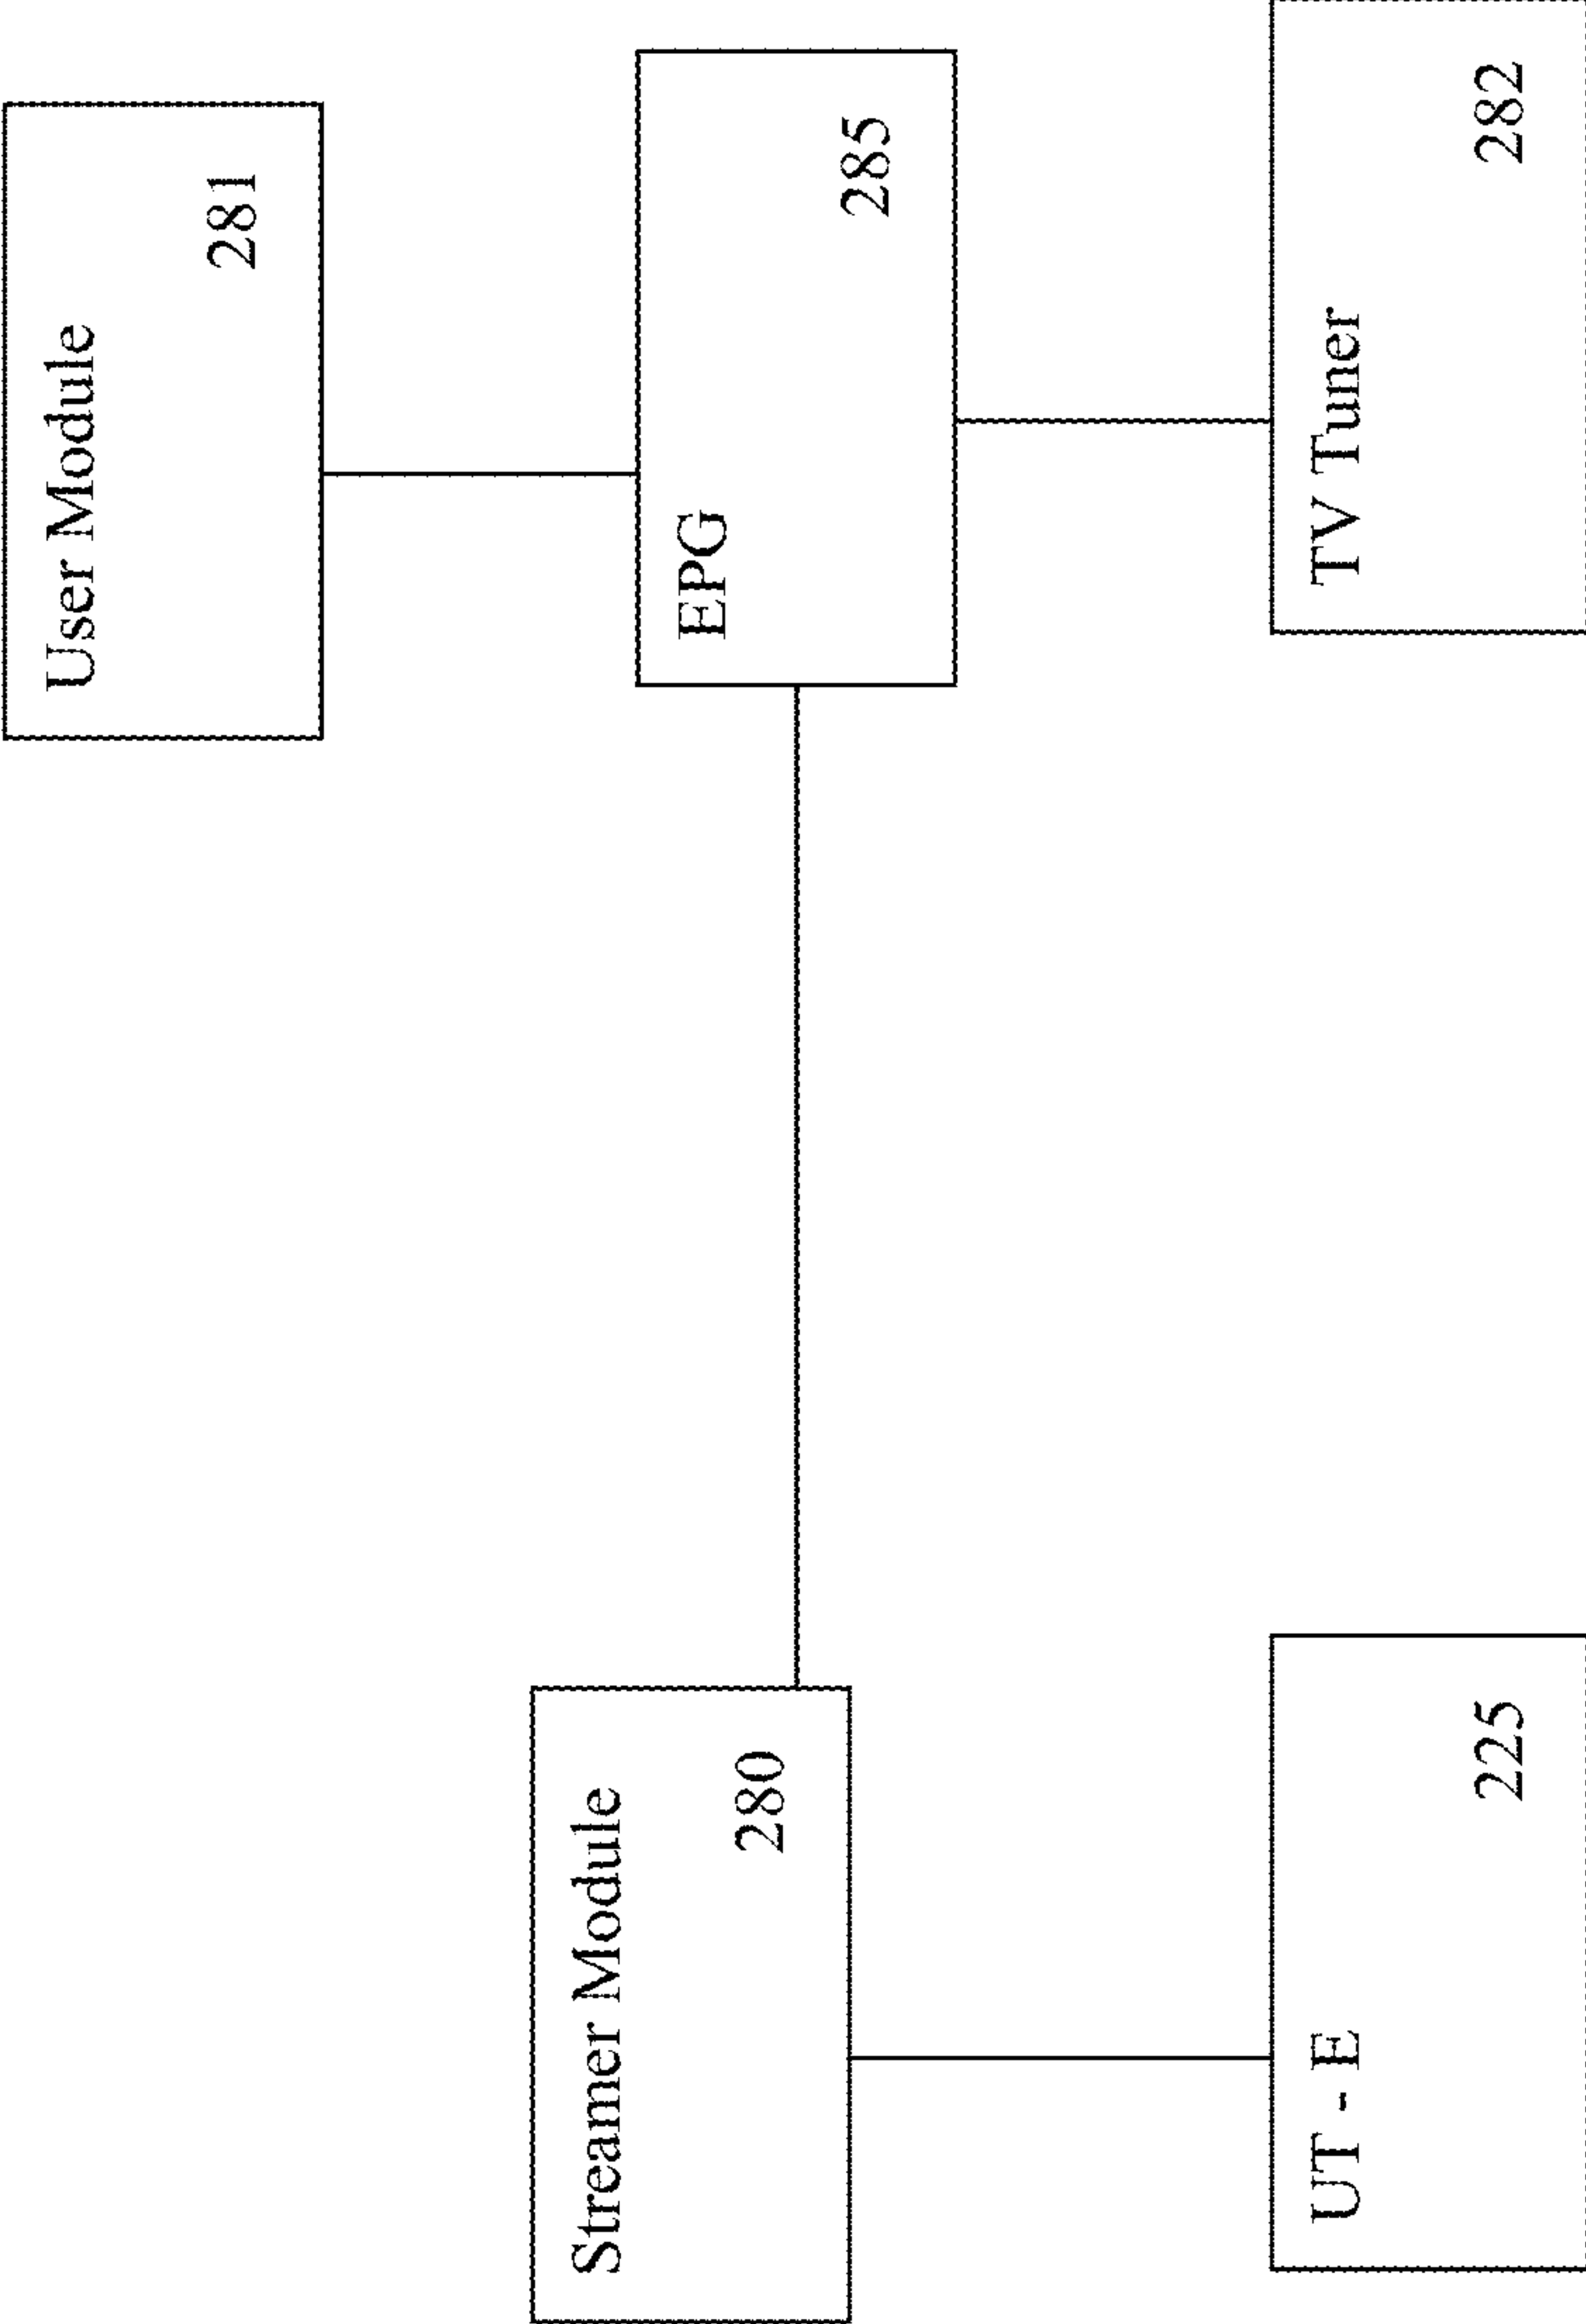 User Module
281
Streamer Module
280
EPG
285
UT - E
225
TV Tuner
282